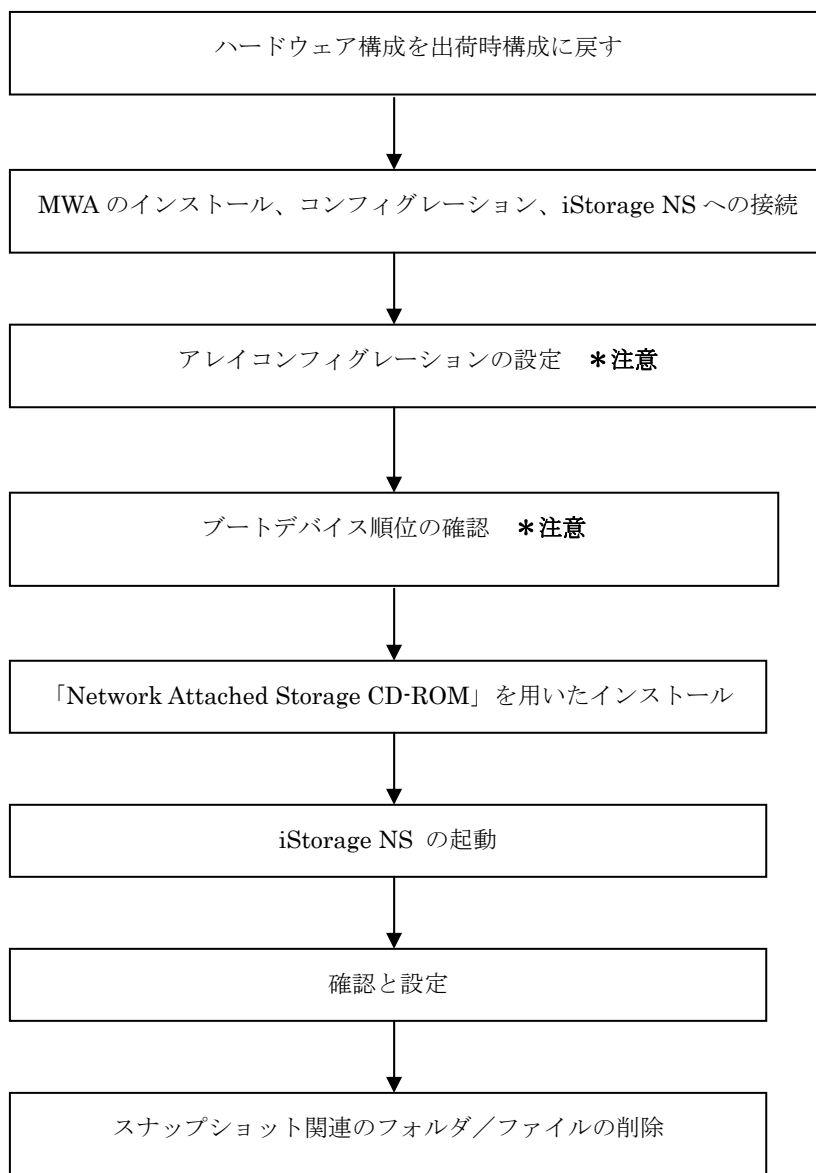 ハードウェア構成を出荷時構成に戻す
MWA のインストール、コンフィグレーション、iStorage NS への接続
アレイコンフィグレーションの設定　＊注意
ブートデバイス順位の確認　＊注意
「Network Attached Storage CD-ROM」を用いたインストール
iStorage NS の起動
確認と設定
スナップショット関連のフォルダ／ファイルの削除